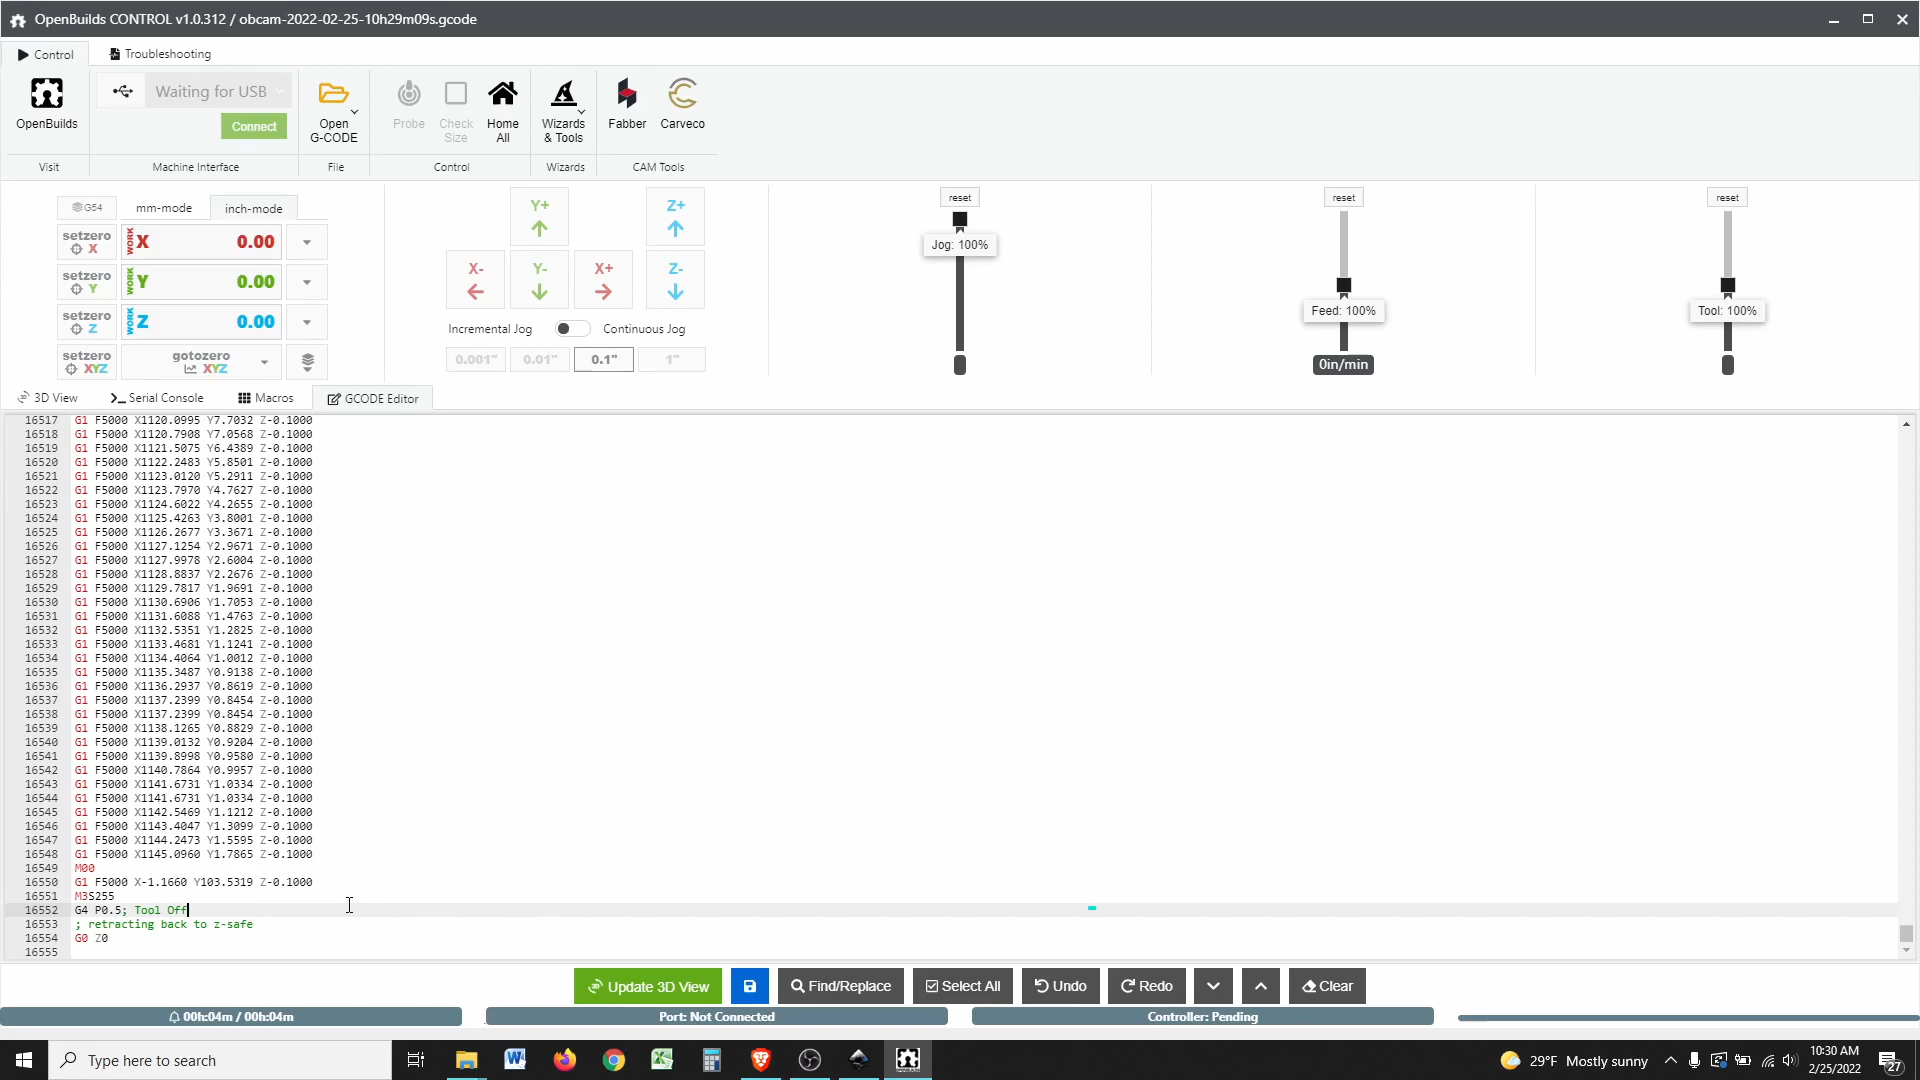 OpenBuilds CONTROL v1.0.312 / obcam-2022-02-25-10h29m09s.gcode
Control
Troubleshooting
OpenBuilds
Waiting for USB
Connect
Open
G-CODE
Probe
Check
Size
Home
All
Wizards
& Tools
Fabber
Carveco
Visit
Machine Interface
File
Control
Wizards
CAM Tools
G54
mm-mode
inch-mode
setzero
X
WORK
X
0.00
setzero
Y
WORK
Y
0.00
setzero
Z
WORK
Z
0.00
setzero
XYZ
gotozero
XYZ
Y+
Z+
X-
Y-
X+
Z-
Incremental Jog
Continuous Jog
0.001"
0.01"
0.1"
1"
reset
Jog: 100%
reset
Feed: 100%
0in/min
reset
Tool: 100%
3D View
Serial Console
Macros
GCODE Editor
16517 G1 F5000 X1120.0995 Y7.7032 Z-0.1000
16518 G1 F5000 X1120.7908 Y7.0568 Z-0.1000
16519 G1 F5000 X1121.5075 Y6.4389 Z-0.1000
16520 G1 F5000 X1122.2483 Y5.8501 Z-0.1000
16521 G1 F5000 X1123.0120 Y5.2911 Z-0.1000
16522 G1 F5000 X1123.7970 Y4.7627 Z-0.1000
16523 G1 F5000 X1124.6022 Y4.2655 Z-0.1000
16524 G1 F5000 X1125.4263 Y3.8001 Z-0.1000
16525 G1 F5000 X1126.2677 Y3.3671 Z-0.1000
16526 G1 F5000 X1127.1254 Y2.9671 Z-0.1000
16527 G1 F5000 X1127.9978 Y2.6004 Z-0.1000
16528 G1 F5000 X1128.8837 Y2.2676 Z-0.1000
16529 G1 F5000 X1129.7817 Y1.9691 Z-0.1000
16530 G1 F5000 X1130.6906 Y1.7053 Z-0.1000
16531 G1 F5000 X1131.6088 Y1.4763 Z-0.1000
16532 G1 F5000 X1132.5351 Y1.2825 Z-0.1000
16533 G1 F5000 X1133.4681 Y1.1241 Z-0.1000
16534 G1 F5000 X1134.4064 Y1.0012 Z-0.1000
16535 G1 F5000 X1135.3487 Y0.9138 Z-0.1000
16536 G1 F5000 X1136.2937 Y0.8619 Z-0.1000
16537 G1 F5000 X1137.2399 Y0.8454 Z-0.1000
16538 G1 F5000 X1137.2399 Y0.8454 Z-0.1000
16539 G1 F5000 X1138.1265 Y0.8829 Z-0.1000
16540 G1 F5000 X1139.0132 Y0.9204 Z-0.1000
16541 G1 F5000 X1139.8998 Y0.9580 Z-0.1000
16542 G1 F5000 X1140.7864 Y0.9957 Z-0.1000
16543 G1 F5000 X1141.6731 Y1.0334 Z-0.1000
16544 G1 F5000 X1141.6731 Y1.0334 Z-0.1000
16545 G1 F5000 X1142.5469 Y1.1212 Z-0.1000
16546 G1 F5000 X1143.4047 Y1.3099 Z-0.1000
16547 G1 F5000 X1144.2473 Y1.5595 Z-0.1000
16548 G1 F5000 X1145.0960 Y1.7865 Z-0.1000
16549 M00
16550 G1 F5000 X-1.1660 Y103.5319 Z-0.1000
16551 M3S255
16552 G4 P0.5; Tool Off
16553 ; retracting back to z-safe
16554 G0 Z0
16555
Update 3D View
Find/Replace
Select All
Undo
Redo
Clear
00h:04m / 00h:04m
Port: Not Connected
Controller: Pending
Type here to search
29°F Mostly sunny
10:30 AM
2/25/2022
27